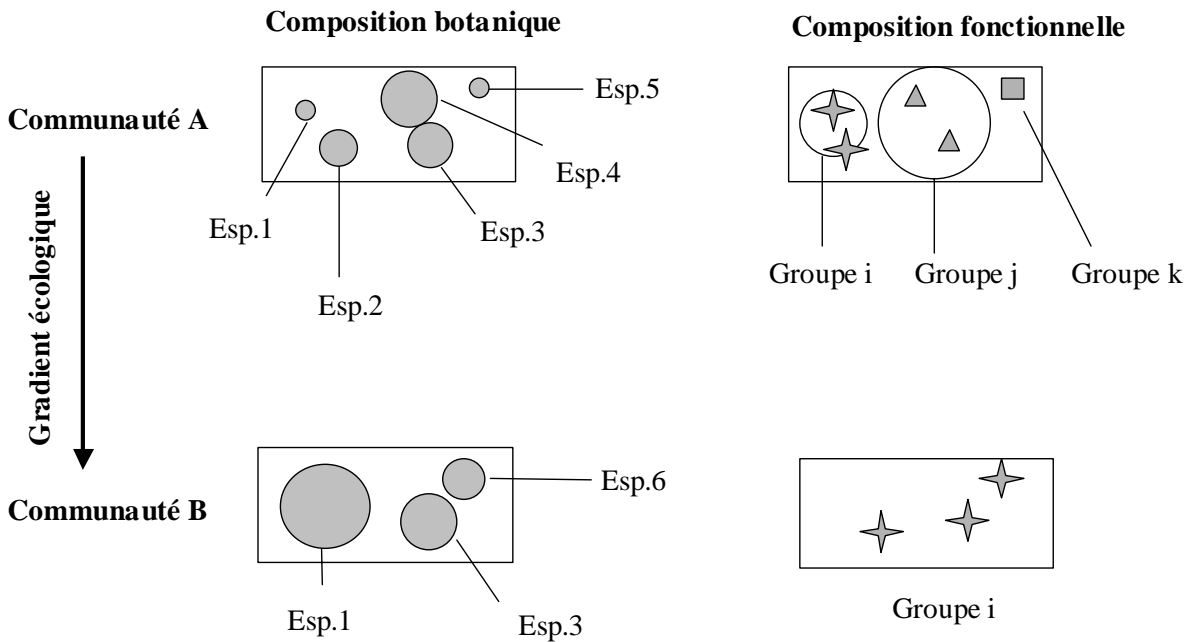 Composition botanique
Composition fonctionnelle
Communauté A
Esp.5
Esp.4
Esp.1
Esp.3
Esp.2
Groupe i
Groupe j
Groupe k
Gradient écologique
Communauté B
Esp.6
Esp.1
Esp.3
Groupe i